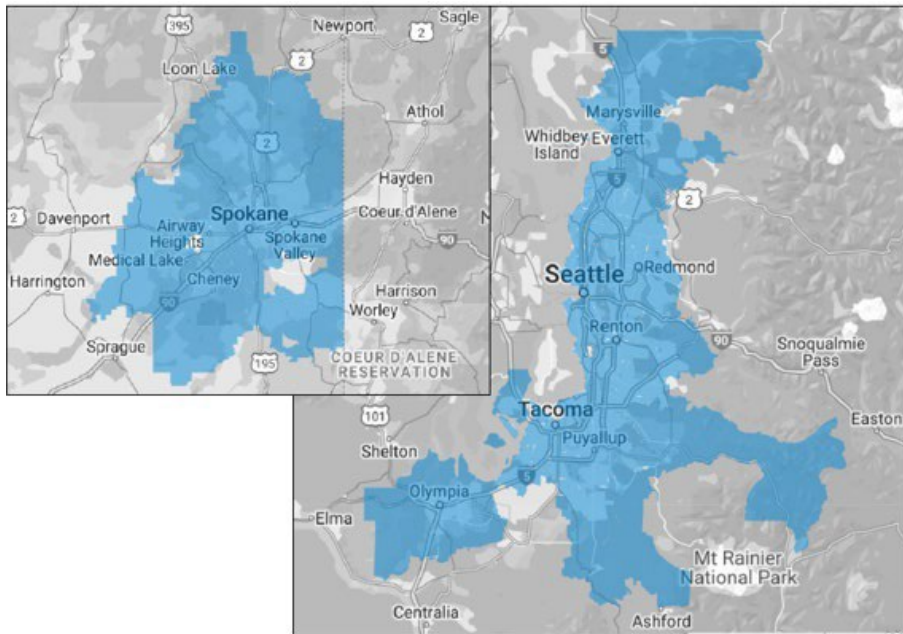 395
Newport
Sagle
2
Loon Lake
2
Athol
2
Hayden
Coeur d'Alene
2
Davenport
Spokane
Airway
Heights
Spokane
Valley
Medical Lake
Cheney
90
Harrington
Harrison
Worley
90
Sprague
195
COEUR D'ALENE
RESERVATION
5
Marysville
Whidbey
Island
Everett
5
2
Seattle
Redmond
Renton
90
Snoqualmie
Pass
Tacoma
101
Puyallup
Easton
Shelton
5
Olympia
Elma
Mt Rainier
National Park
Centralia
Ashford